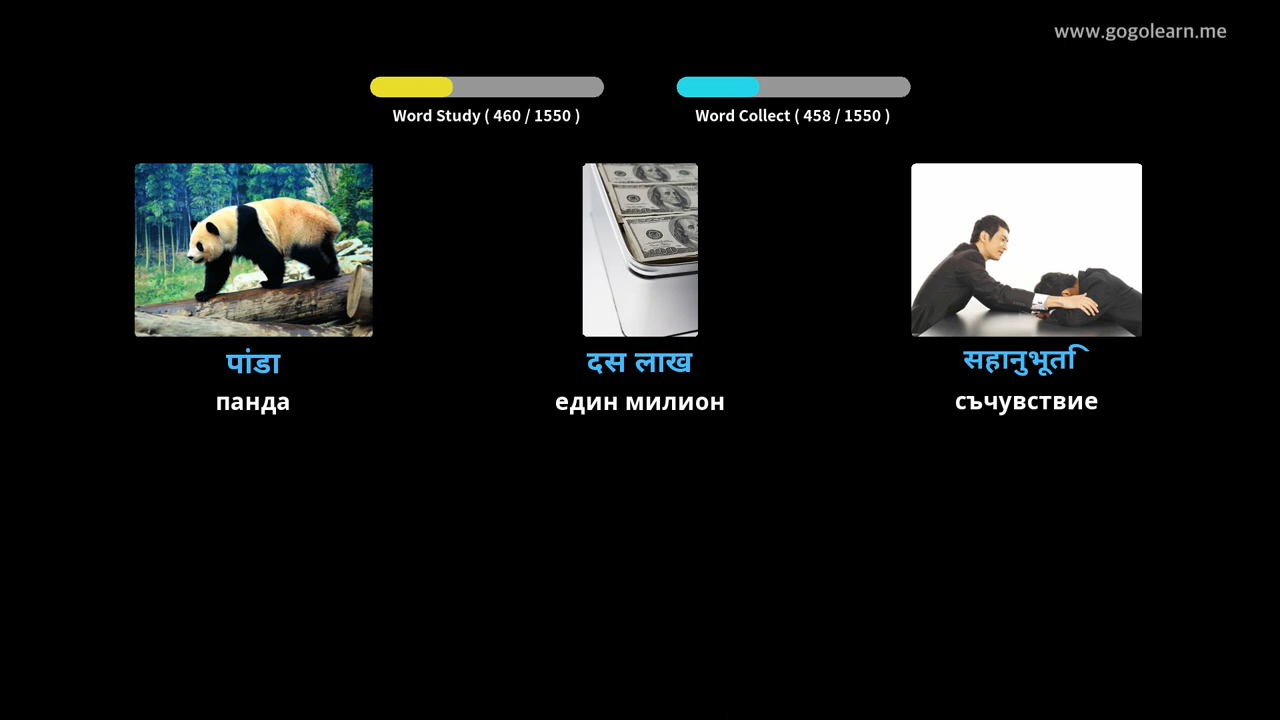 www.gogolearn.me
Word Study ( 460 / 1550 )
Word Collect ( 458 / 1550 )
पांडा
दस लाख
सहानुभूति
панда
един милион
съчувствие